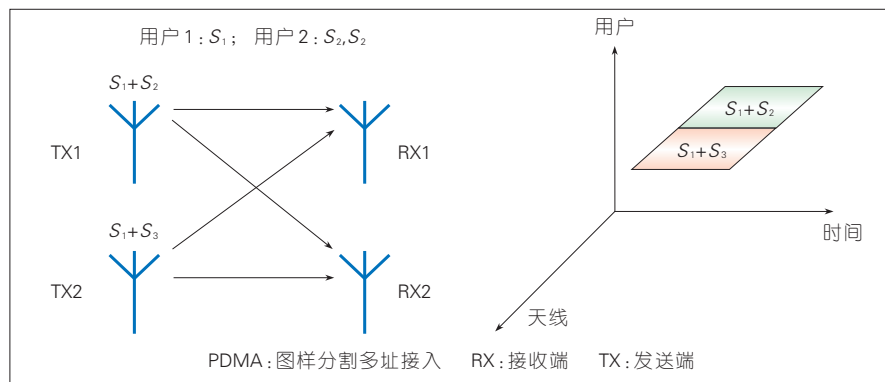 用户1:S₁； 用户2:S₂,S₂
S₁+S₂
TX1
RX1
S₁+S₃
TX2
RX2
用户
S₁+S₂
S₁+S₃
时间
天线
PDMA:图样分割多址接入 RX:接收端 TX:发送端